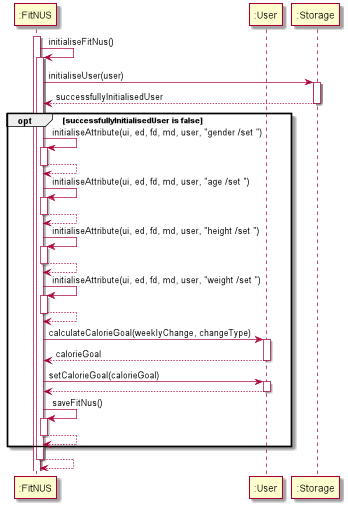 :FitNUS :User :Storage
initialiseFitNus()
initialiseUser(user)
successfullyInitialisedUser
opt [successfullyInitialisedUser is false]
initialiseAttribute(ui, ed, fd, md, user, "gender /set ")
initialiseAttribute(ui, ed, fd, md, user, "age /set ")
initialiseAttribute(ui, ed, fd, md, user, "height /set ")
initialiseAttribute(ui, ed, fd, md, user, "weight /set ")
calculateCalorieGoal(weeklyChange, changeType)
calorieGoal
setCalorieGoal(calorieGoal)
saveFitNus()
:FitNUS :User :Storage